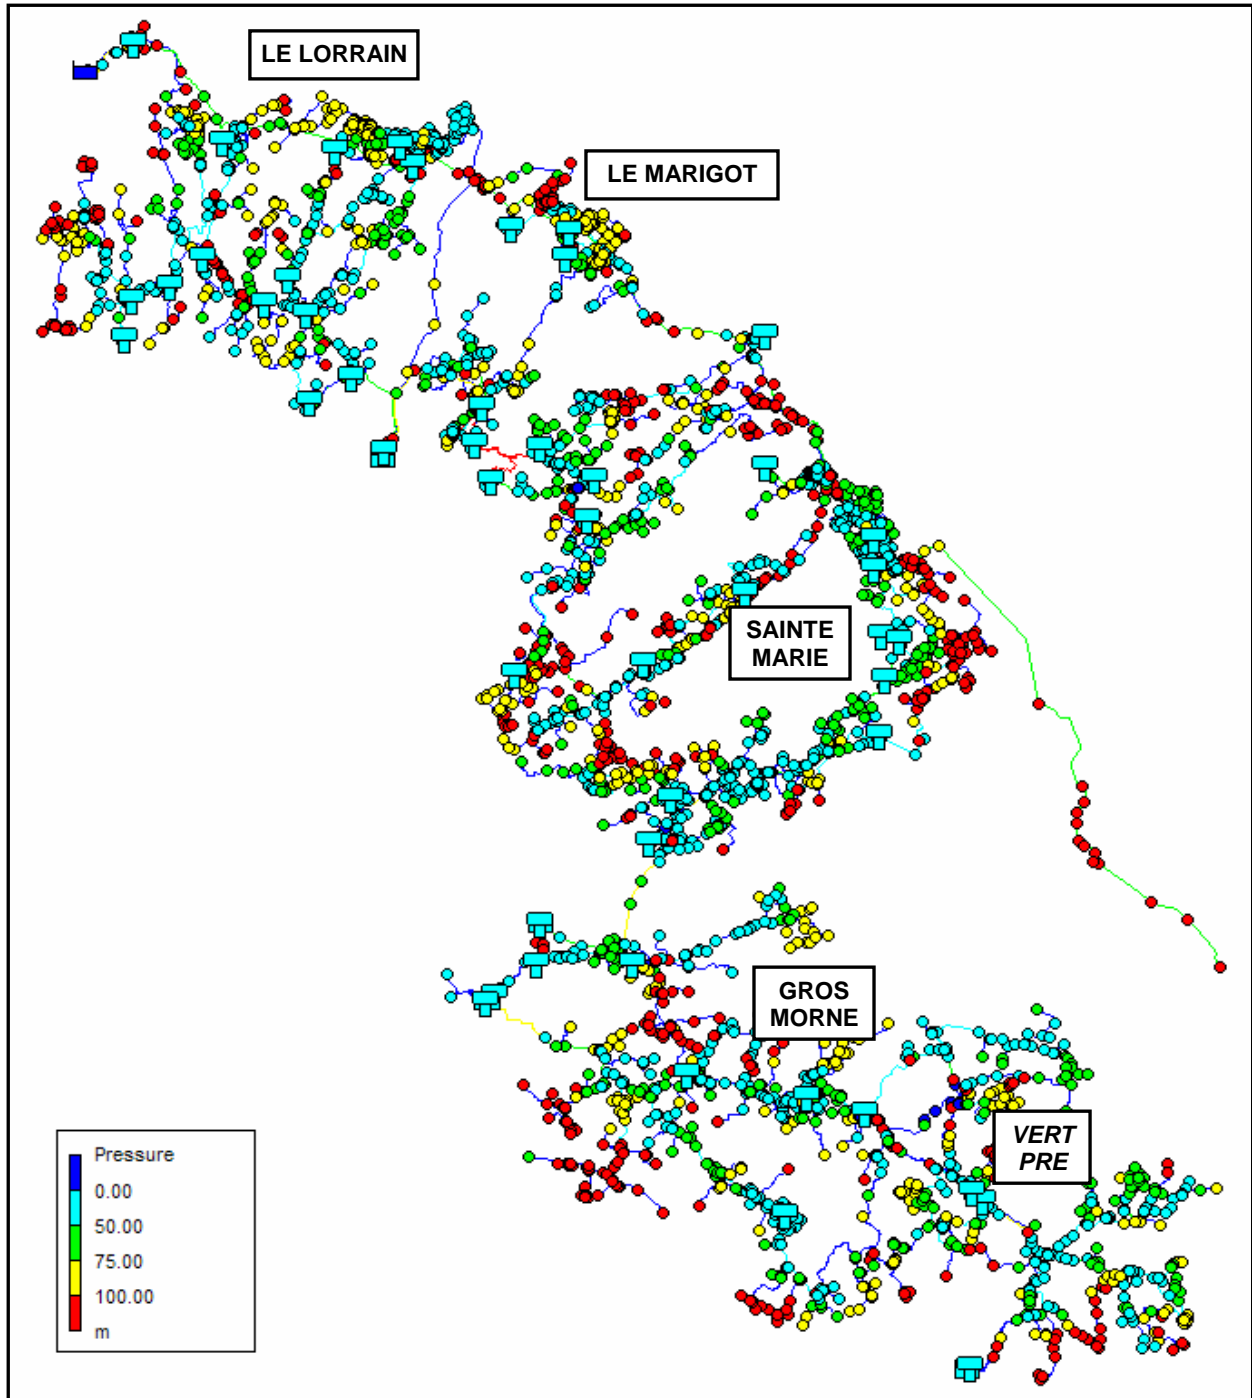 LE LORRAIN
LE MARIGOT
SAINTE
MARIE
GROS
MORNE
VERT
PRE
Pressure
0.00
50.00
75.00
100.00
m